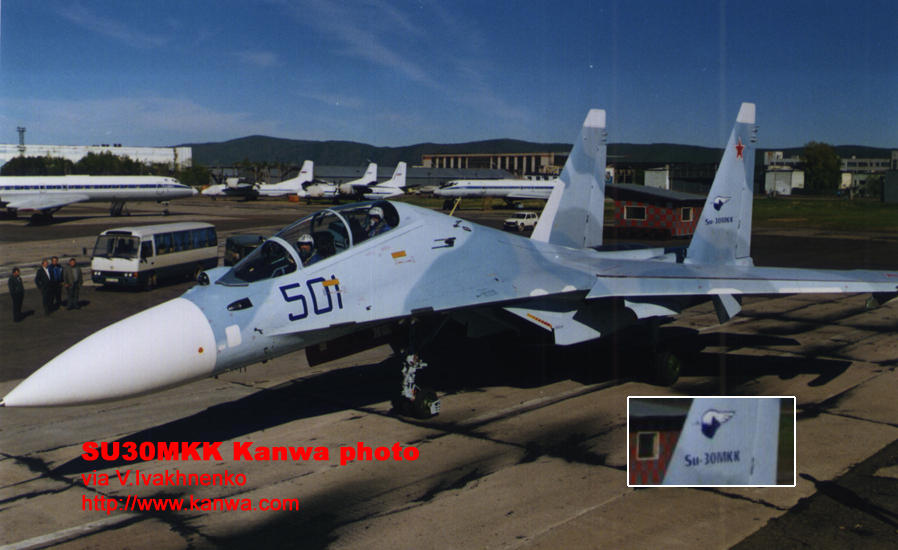 501
Su-30MKK
Su-30MKK
SU30MKK Kanwa photo
via V.Ivakhnenko
http://www.kanwa.com